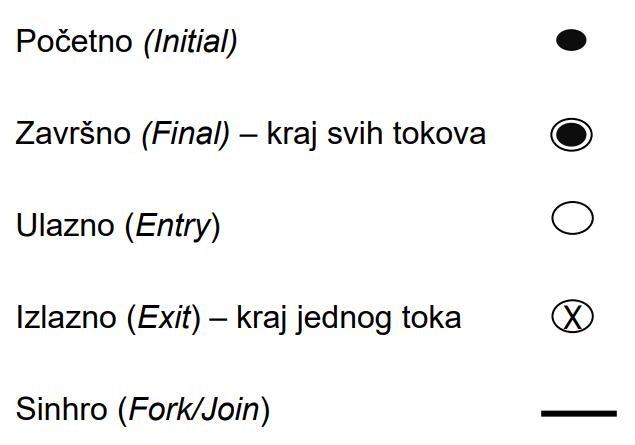 Početno (Initial)
Završno (Final) – kraj svih tokova
Ulazno (Entry)
Izlazno (Exit) – kraj jednog toka X
Sinhro (Fork/Join)